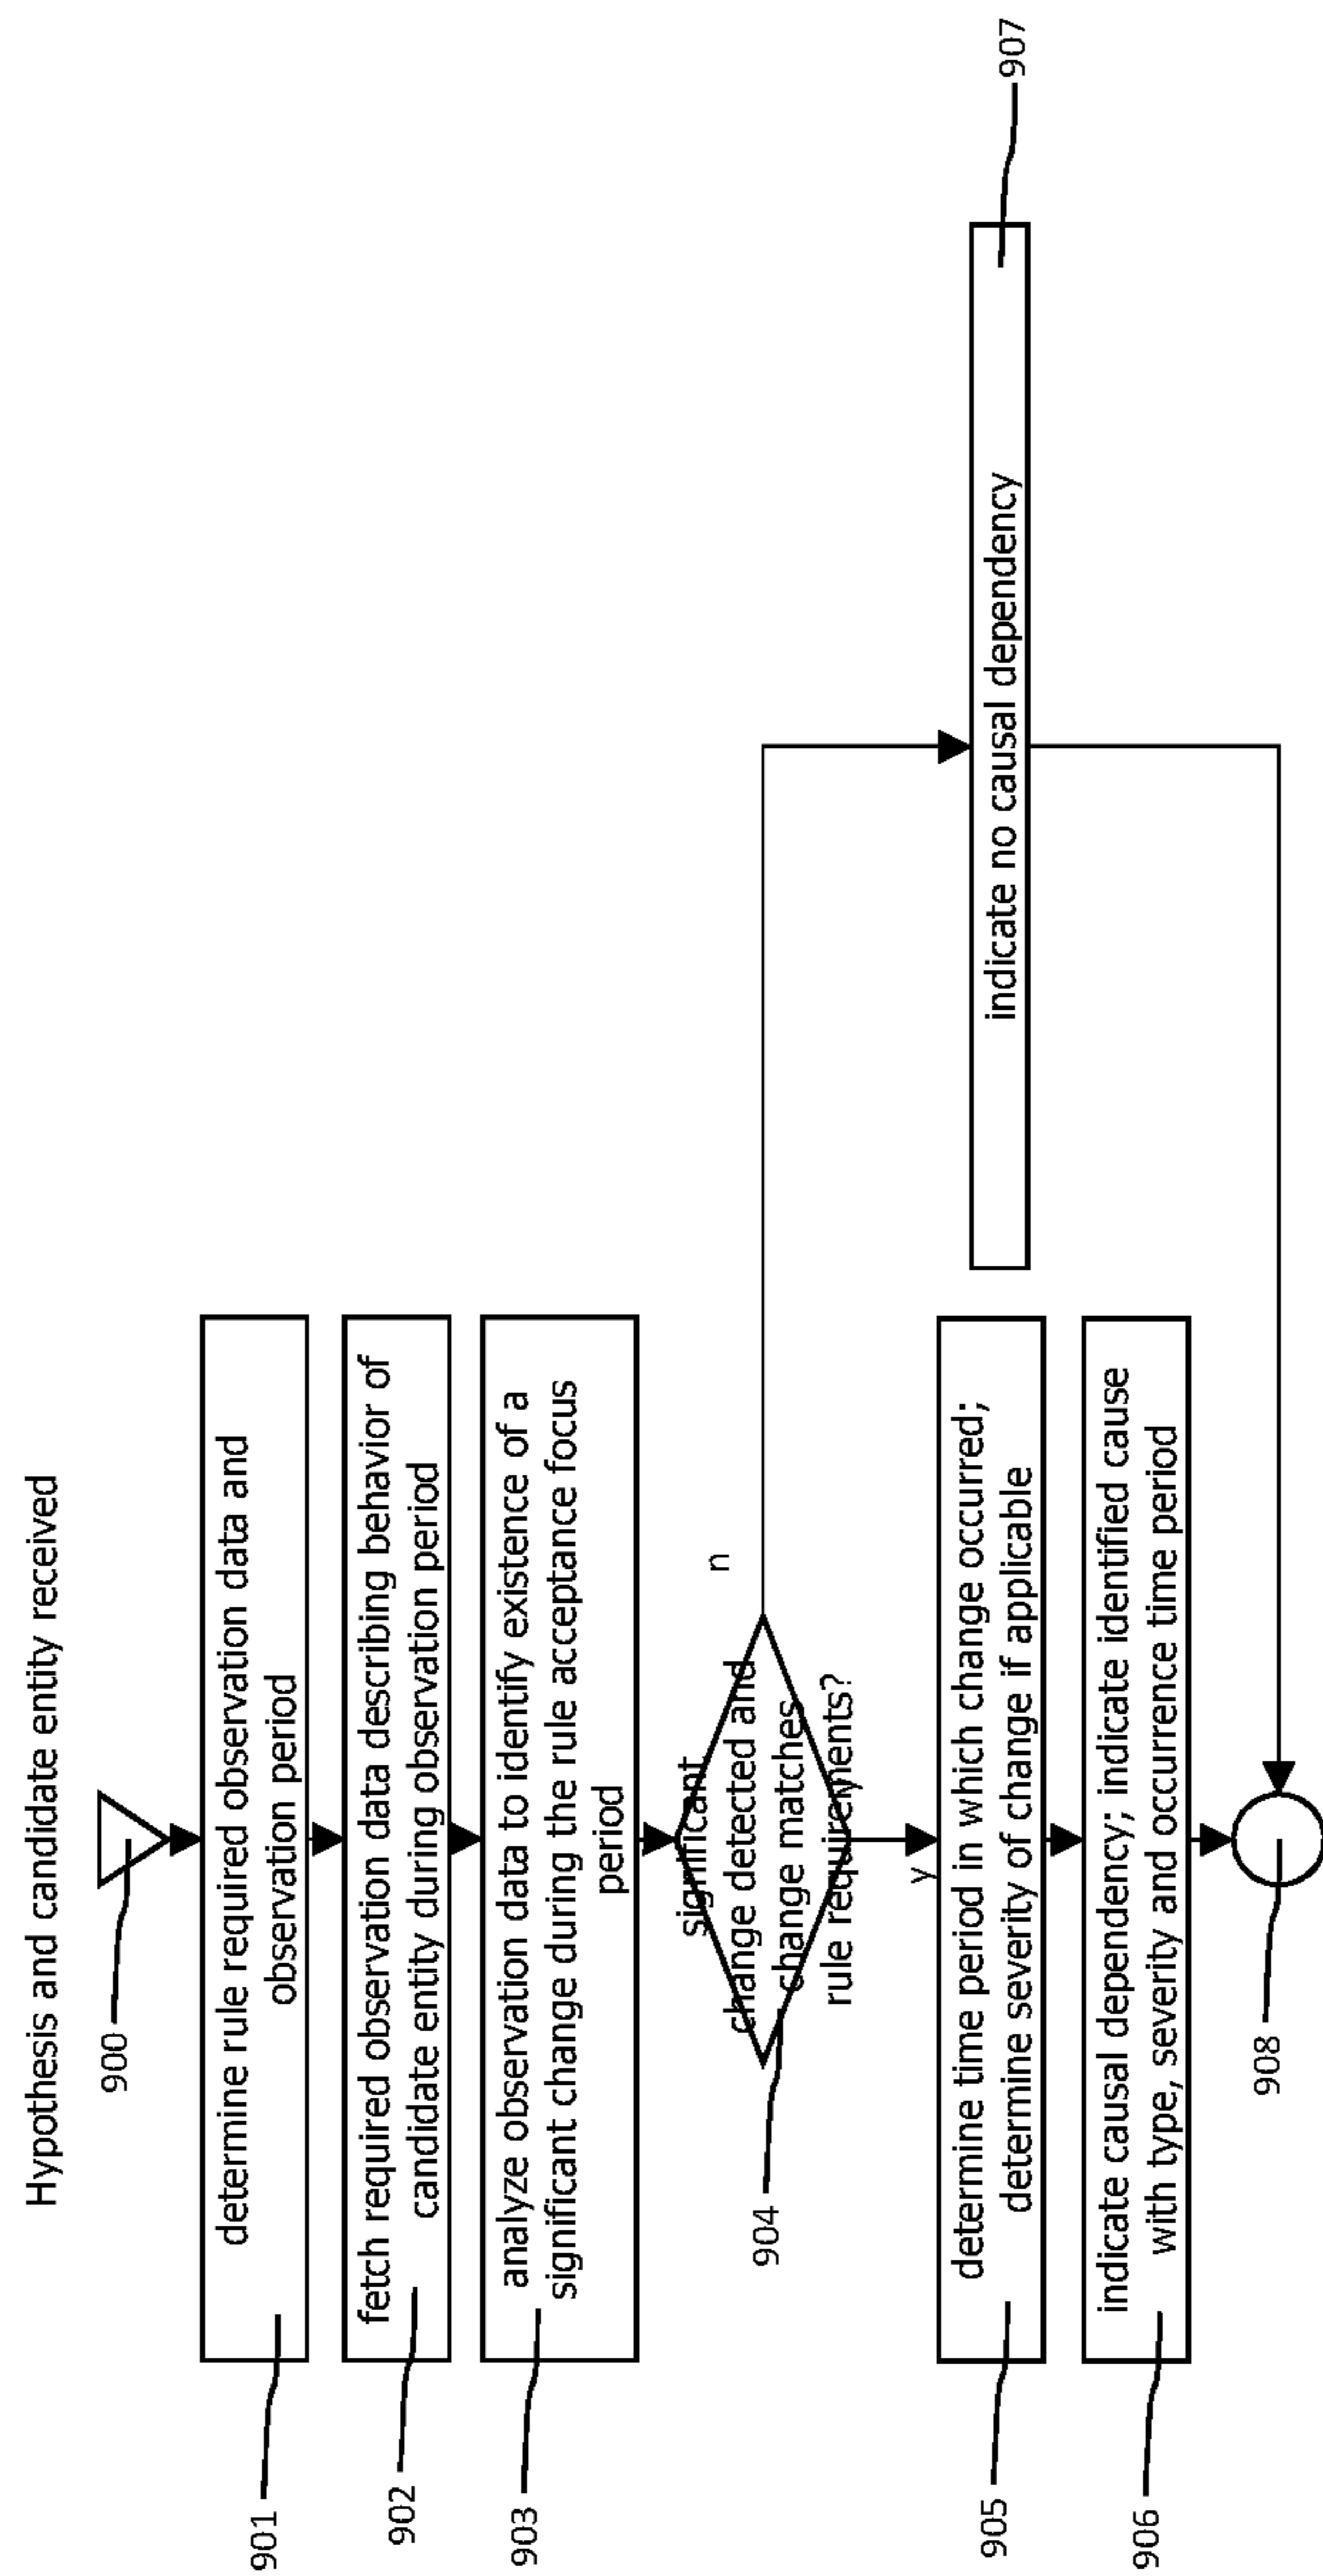 Hypothesis and candidate entity received
900
901
determine rule required observation data and
observation period
902
fetch required observation data describing behavior of
candidate entity during observation period
903
analyze observation data to identify existence of a
significant change during the rule acceptance focus
period
904
significant
change detected and
change matches
rule requirements?
n
y
905
determine time period in which change occurred;
determine severity of change if applicable
907
indicate no causal dependency
906
indicate causal dependency; indicate identified cause
with type, severity and occurrence time period
908